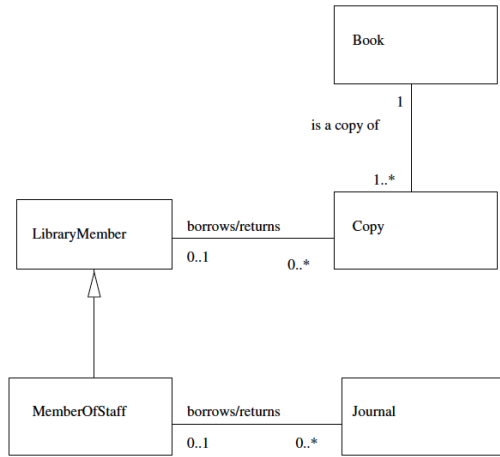 Book
1
is a copy of
1..*
LibraryMember
borrows/returns
Copy
0..1
0..*
MemberOfStaff
borrows/returns
Journal
0..1
0..*